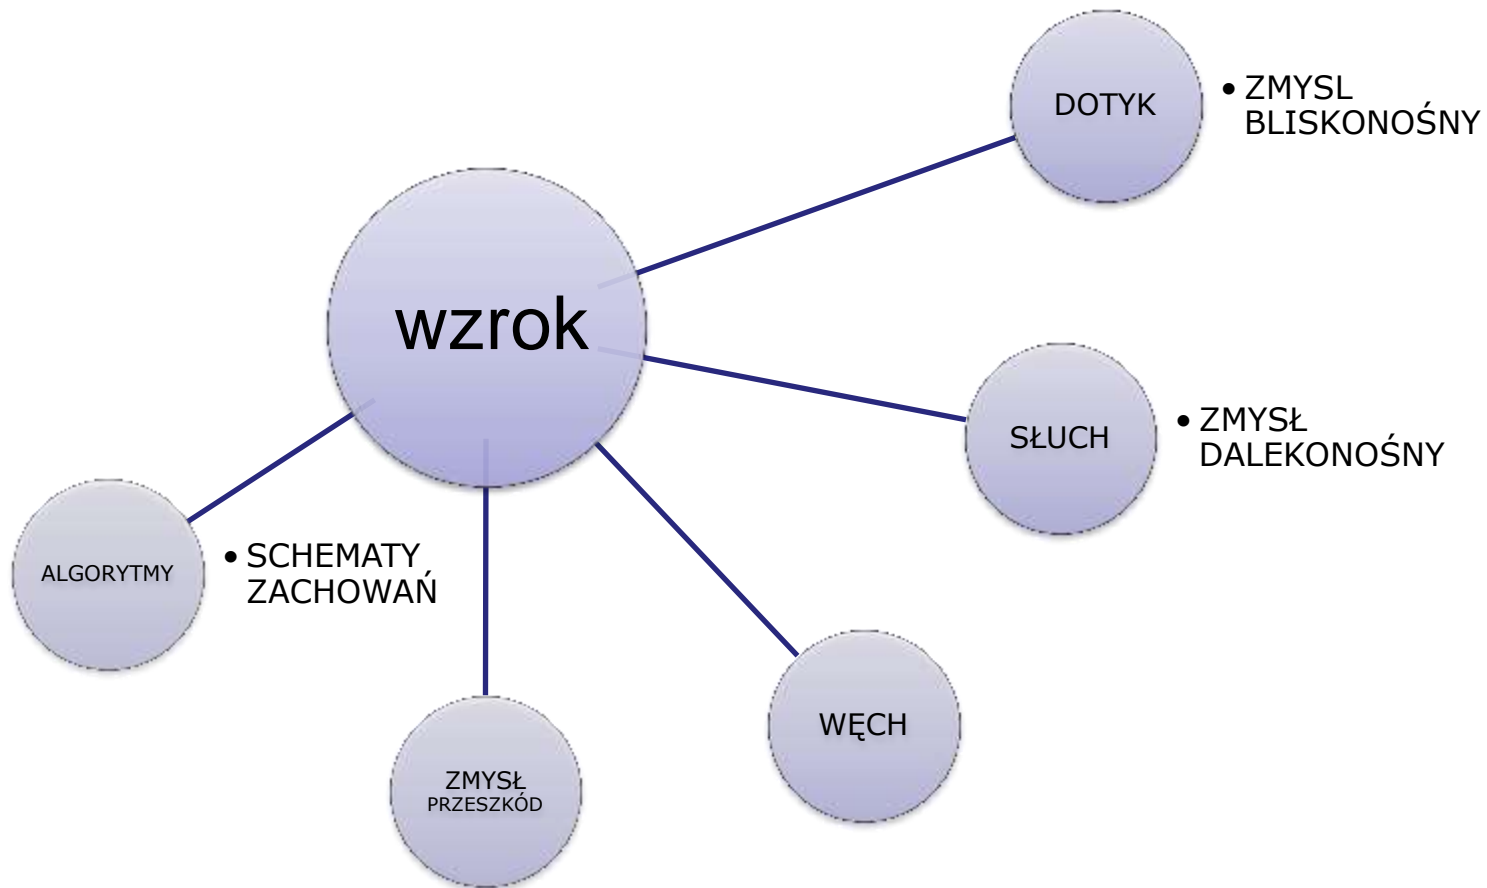 DOTYK
• ZMYSL
BLISKONOŚNY
wzrok
SŁUCH
• ZMYSŁ
DALEKONOŚNY
ALGORYTMY
• SCHEMATY
ZACHOWAŃ
WĘCH
ZMYSŁ
PRZESZKÓD